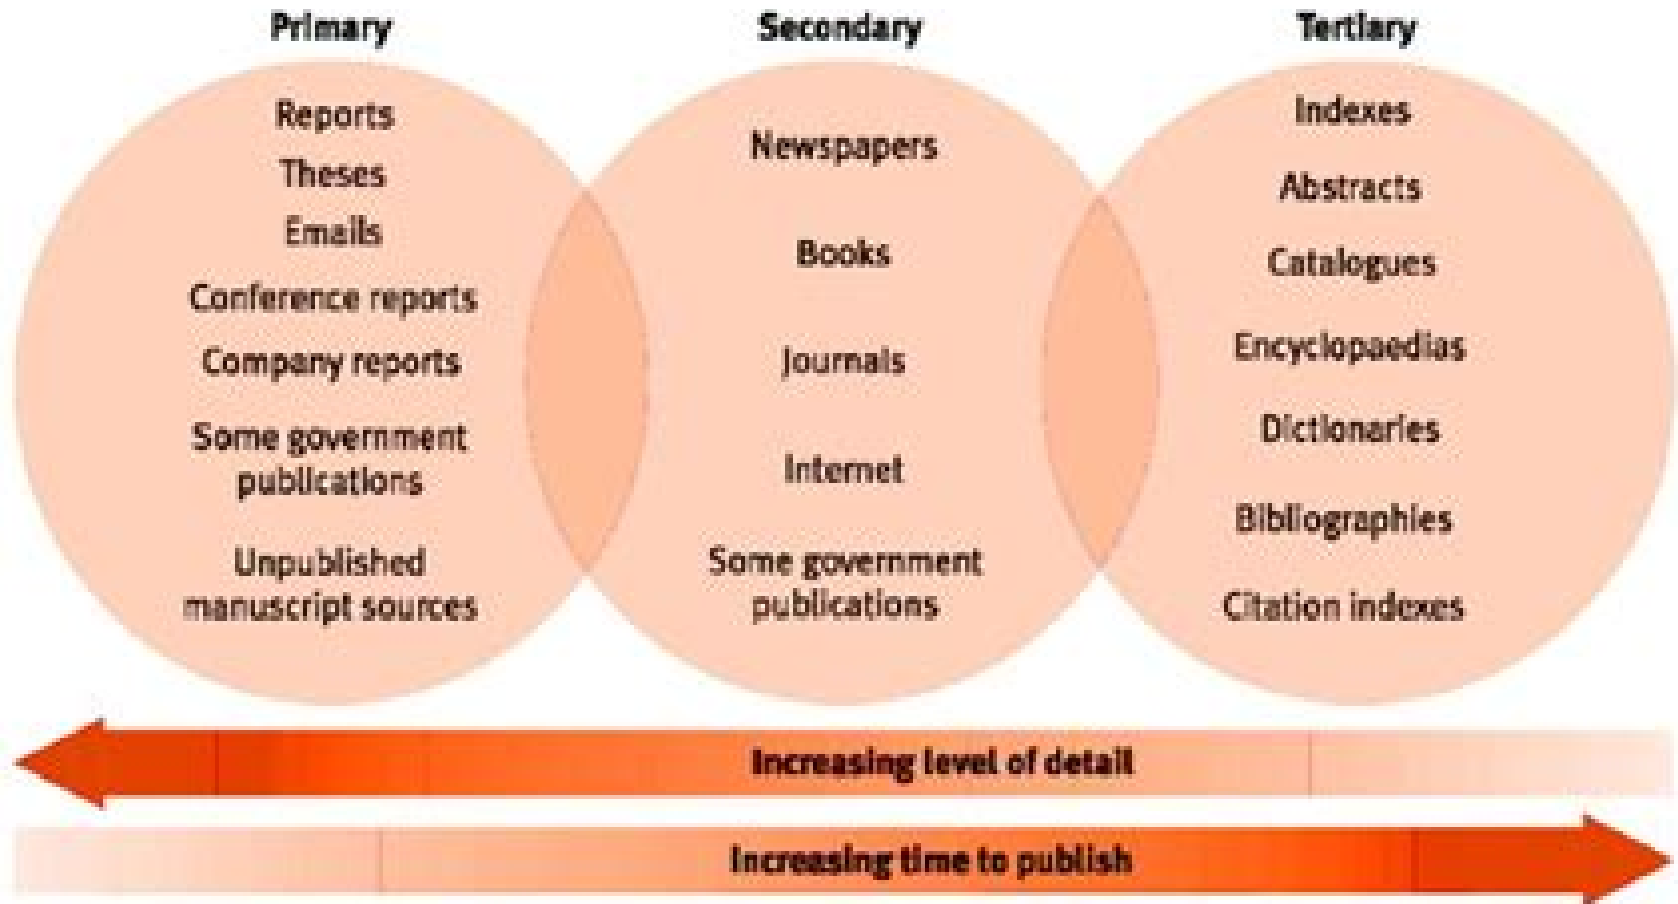 Primary
Reports
Theses
Emails
Conference reports
Company reports
Some government
publications
Unpublished
manuscript sources
Secondary
Newspapers
Books
Journals
Internet
Some government
publications
Tertiary
Indexes
Abstracts
Catalogues
Encyclopaedias
Dictionaries
Bibliographies
Citation indexes
Increasing level of detail
Increasing time to publish